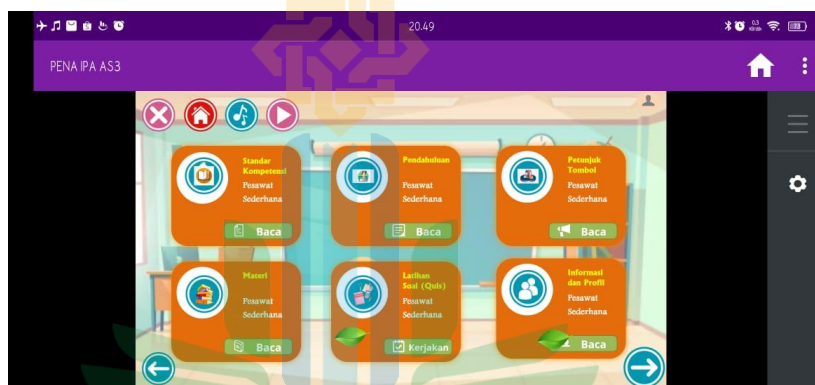 20.49
PENA IPA AS3
Standar
Kompetensi
Pesawat
Sederhana
Baca
Pendahuluan
Pesawat
Sederhana
Baca
Petunjuk
Tombol
Pesawat
Sederhana
Baca
Materi
Pesawat
Sederhana
Baca
Latihan
Soal (Quis)
Pesawat
Sederhana
Kerjakan
Informasi
dan Profil
Pesawat
Sederhana
Baca